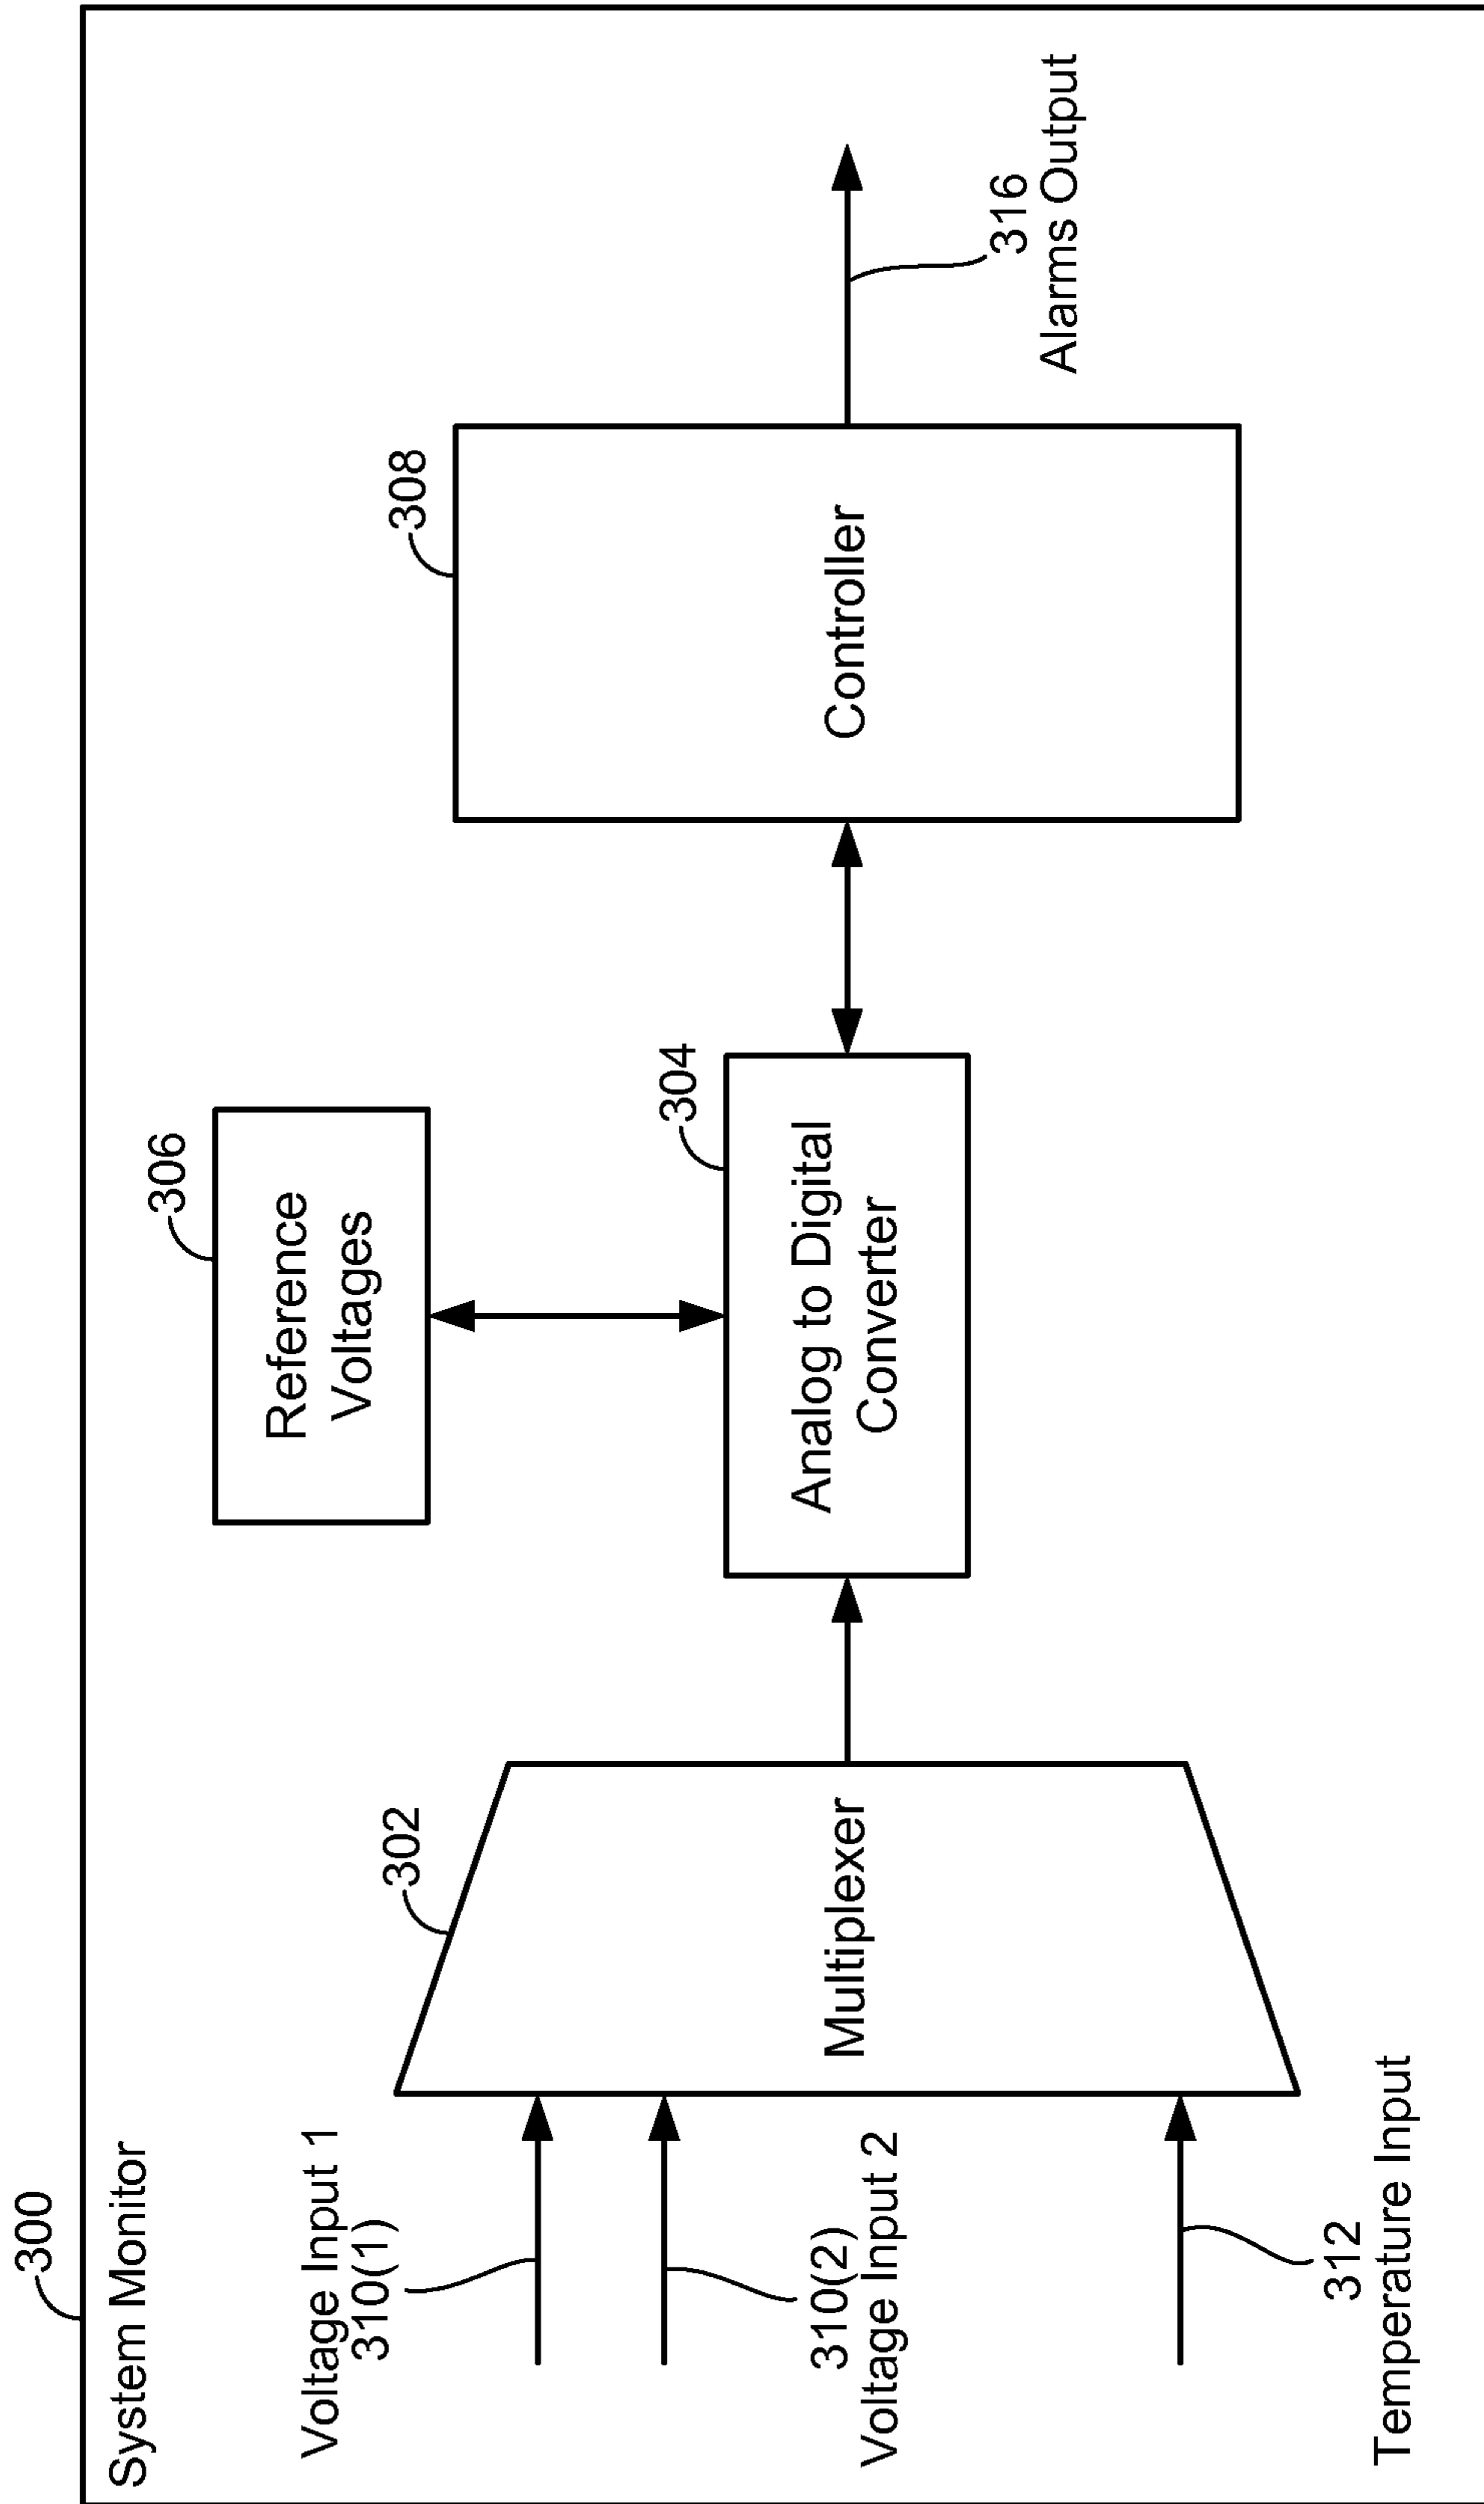 300
System Monitor
Voltage Input 1
310(1)
310(2)
Voltage Input 2
312
Temperature Input
302
Multiplexer
306
Reference
Voltages
304
Analog to Digital
Converter
308
Controller
316
Alarms Output